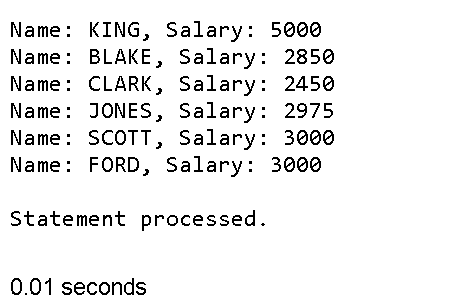 Name: KING, Salary: 5000
Name: BLAKE, Salary: 2850
Name: CLARK, Salary: 2450
Name: JONES, Salary: 2975
Name: SCOTT, Salary: 3000
Name: FORD, Salary: 3000
Statement processed.
0.01 seconds